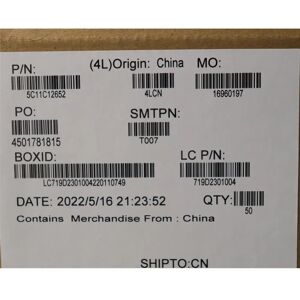 P/N: (4L)Origin: China MO:
5C11C12652 4LCN 16960197
PO: SMTPN:
4501781815 T007
BOXID: LC P/N:
LC719D2301004220110749 719D2301004
DATE: 2022/5/16 21:23:52 QTY:
50
Contains Merchandise From : China
SHIPTO:CN